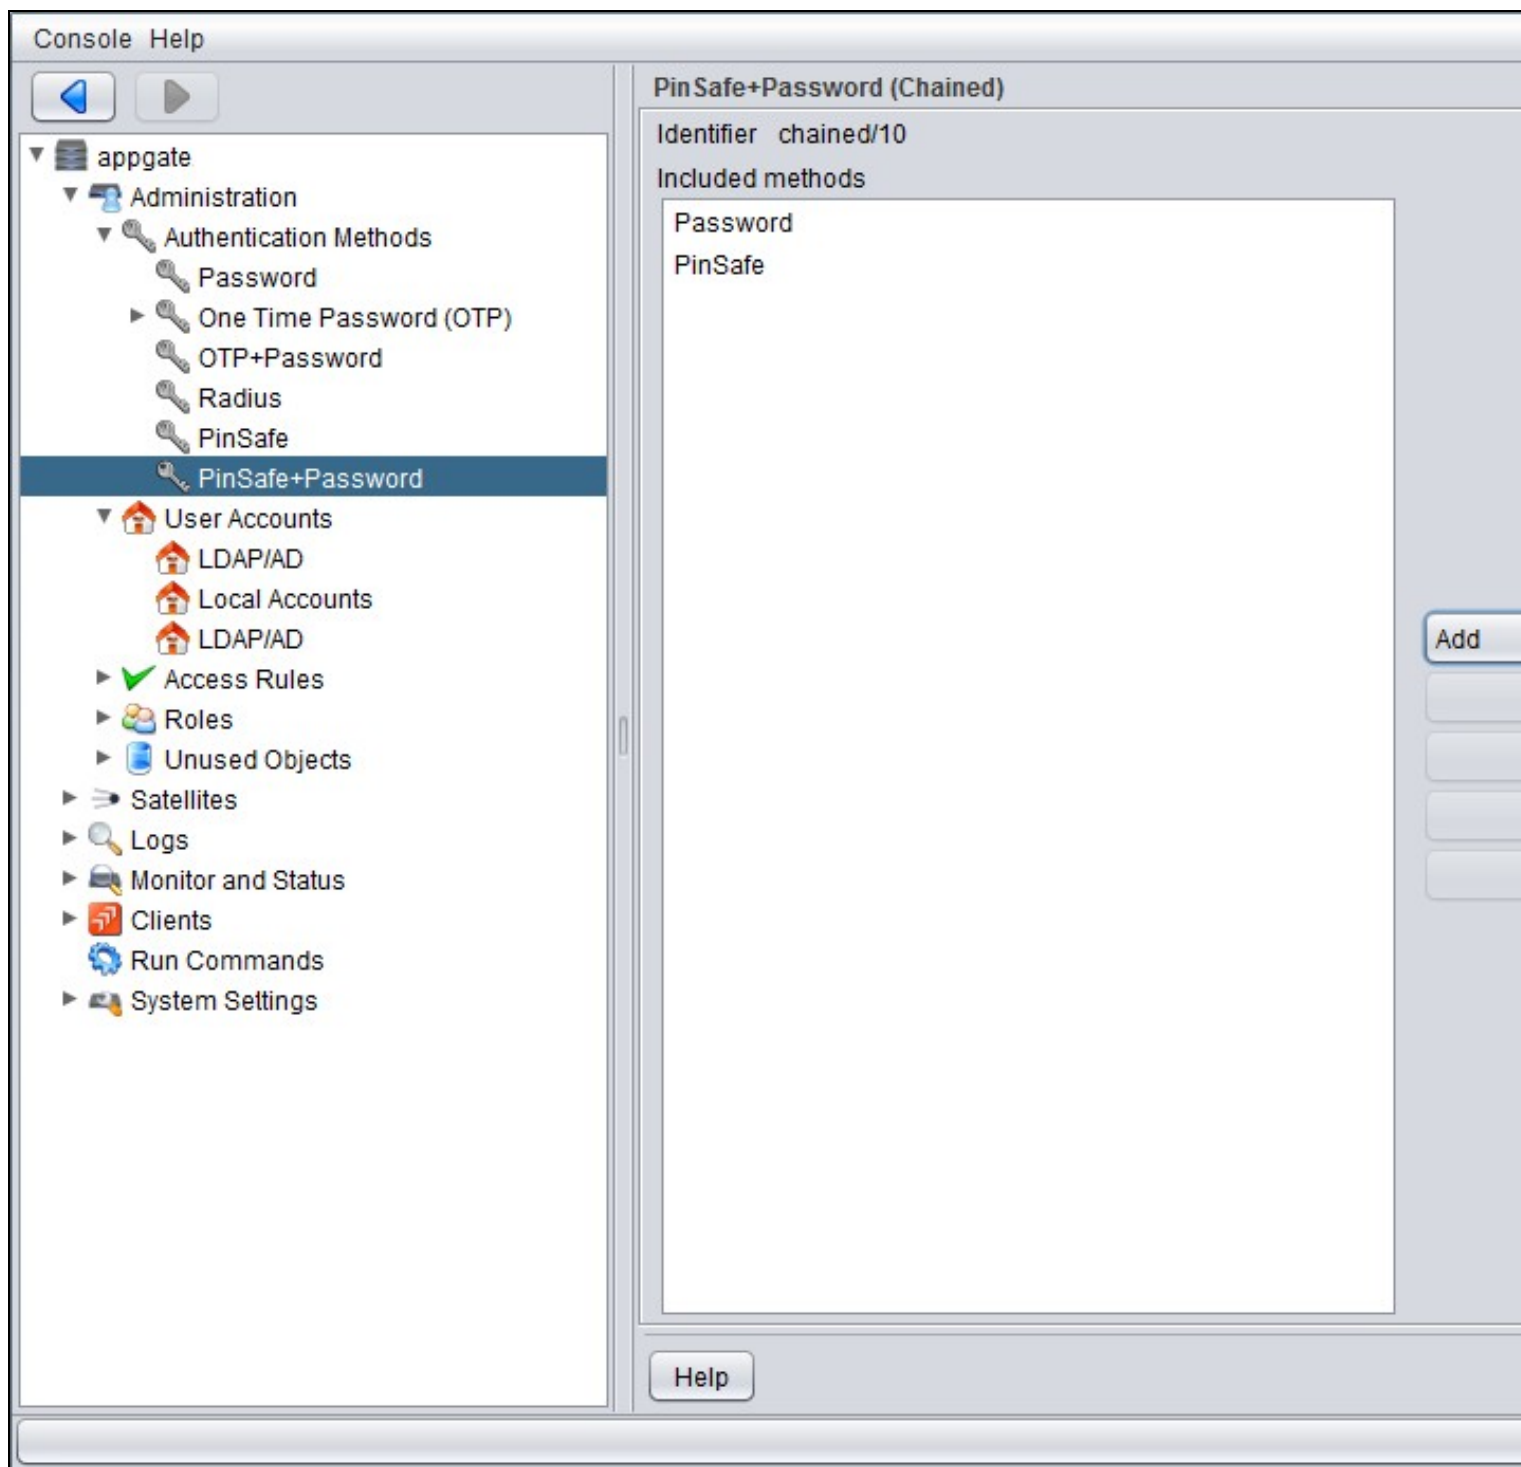 Console Help
appgate
Administration
Authentication Methods
Password
One Time Password (OTP)
OTP+Password
Radius
PinSafe
PinSafe+Password
User Accounts
LDAP/AD
Local Accounts
LDAP/AD
Access Rules
Roles
Unused Objects
Satellites
Logs
Monitor and Status
Clients
Run Commands
System Settings
PinSafe+Password (Chained)
Identifier chained/10
Included methods
Password
PinSafe
Add
Help